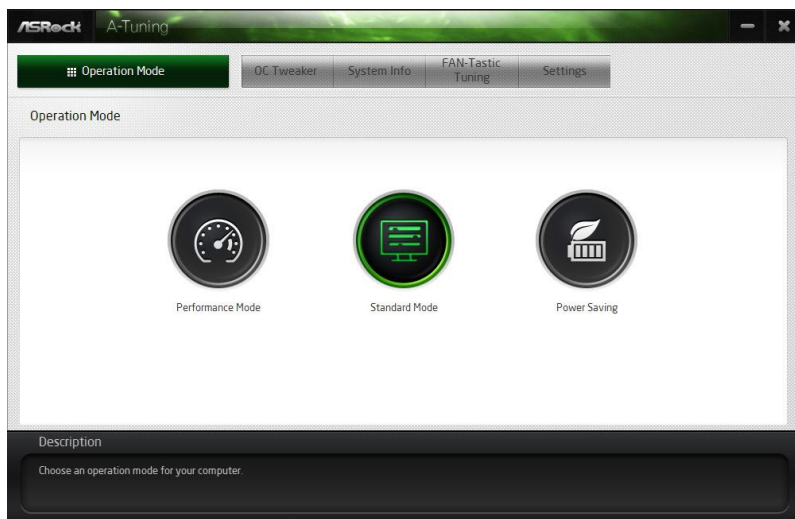 ASRock A-Tuning
Operation Mode OC Tweaker System Info FAN-Tastic Tuning Settings
Operation Mode
Performance Mode Standard Mode Power Saving
Description
Choose an operation mode for your computer.